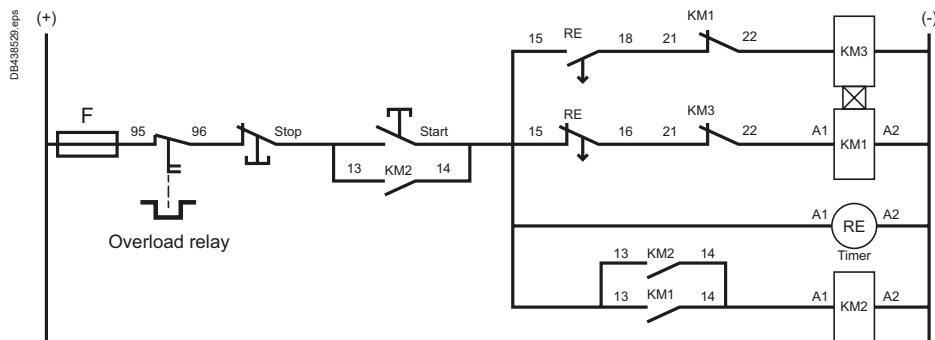 DB438529.eps
(+)
(-)
KM1
15 RE 18 21 22 KM3
F
95 96 Stop Start
15 RE 16 21 KM3 22 A1 KM1 A2
13 KM2 14
Overload relay
A1 RE A2
Timer
13 KM2 14
13 KM1 14 A1 KM2 A2